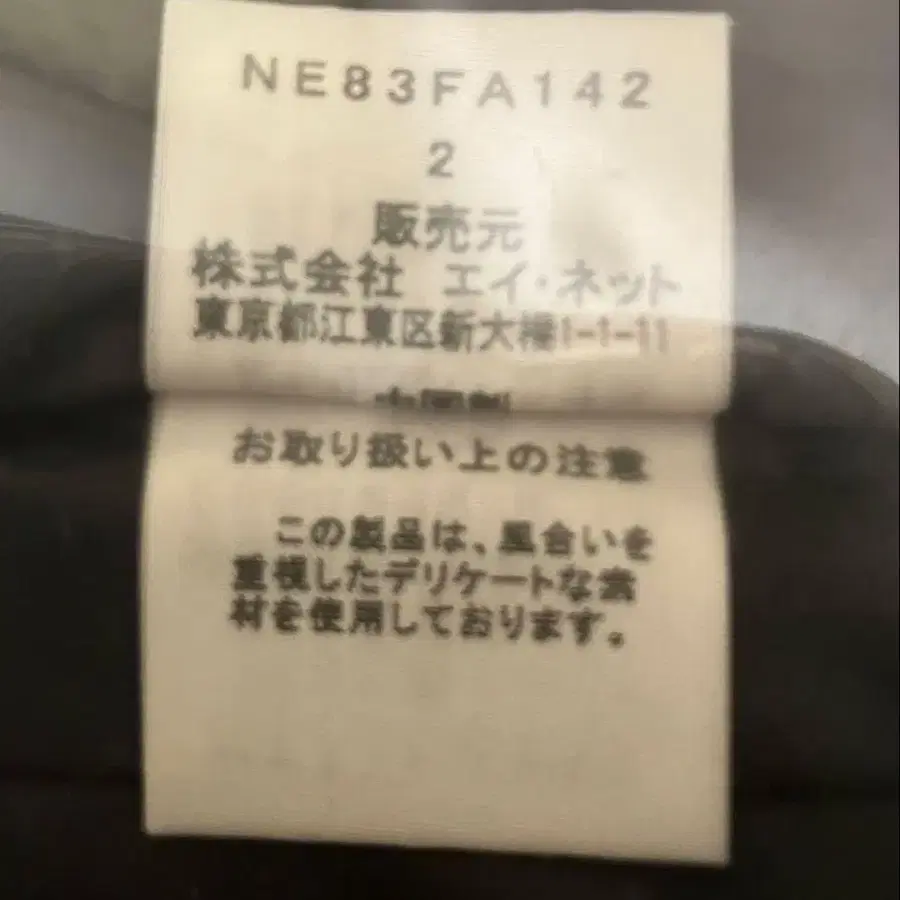 NE83FA142
2
販売元
株式会社 エイ・ネット
東京都江東区新大橋1-1-11
中国製
お取り扱い上の注意
この製品は、風合いを
重視したデリケートな素
材を使用しております。